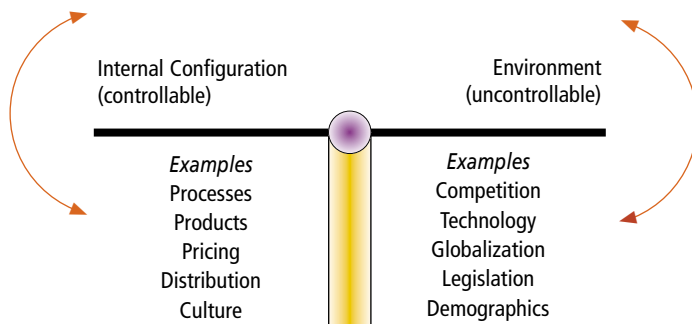 Internal Configuration
(controllable)
Environment
(uncontrollable)
Examples
Processes
Products
Pricing
Distribution
Culture
Examples
Competition
Technology
Globalization
Legislation
Demographics